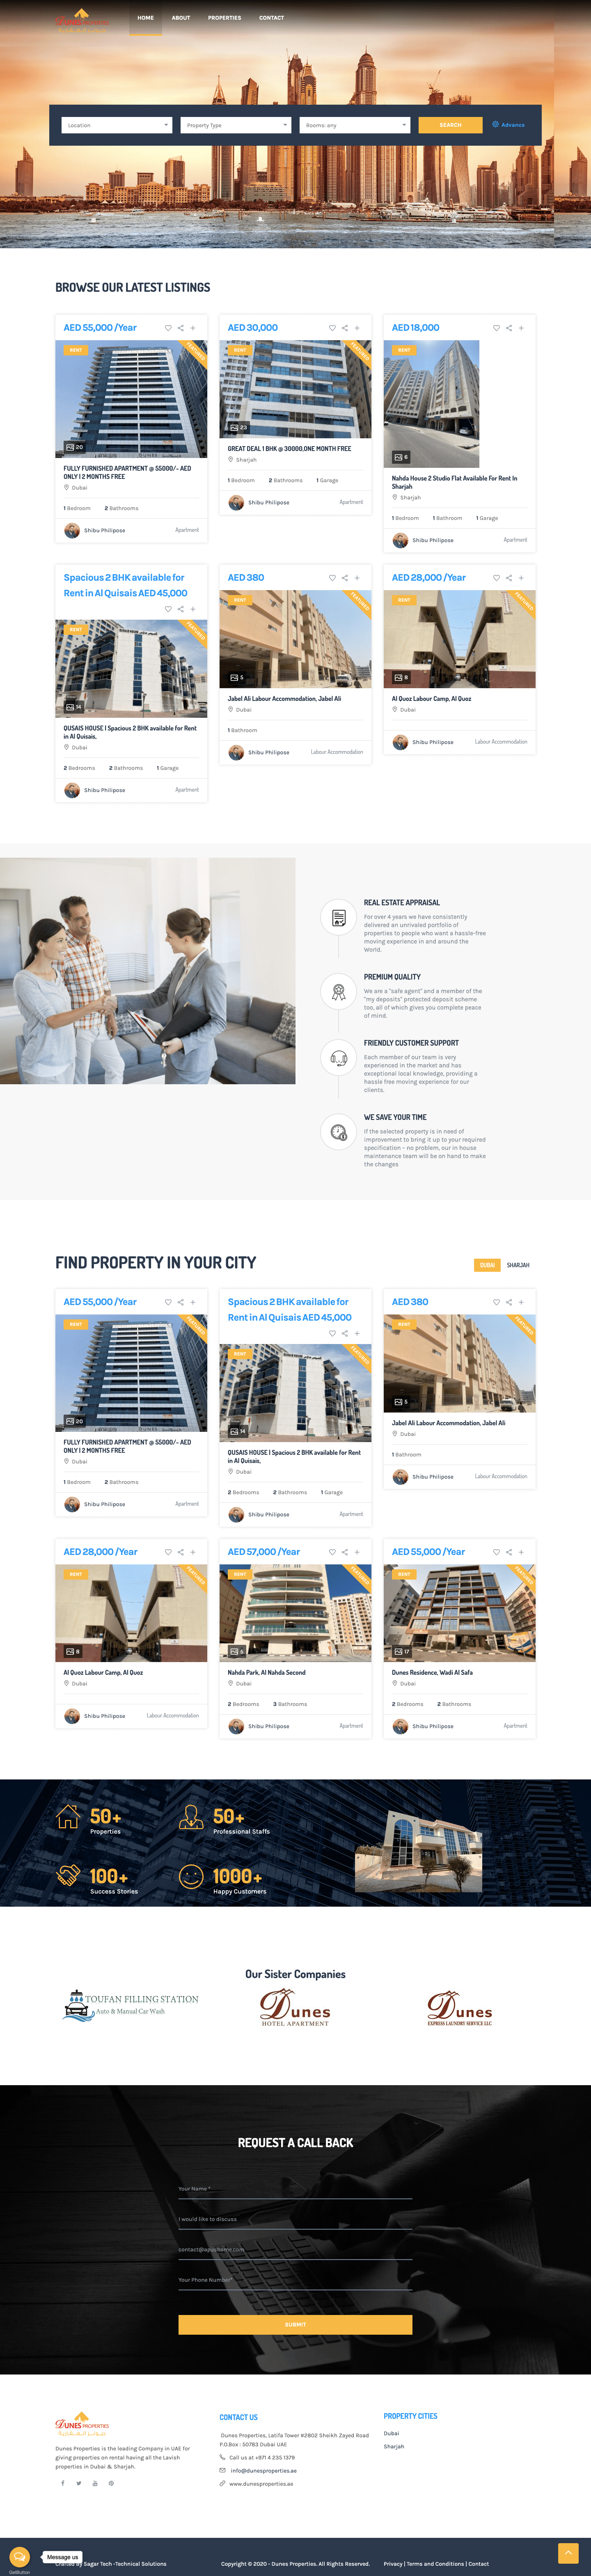 DUNES PROPERTIES
HOME
ABOUT
PROPERTIES
CONTACT
Location
Property Type
Rooms: any
SEARCH
Advance
BROWSE OUR LATEST LISTINGS
AED 55,000 /Year
RENT
FEATURED
20
FULLY FURNISHED APARTMENT @ 55000/- AED
ONLY | 2 MONTHS FREE
Dubai
1 Bedroom 2 Bathrooms
Shibu Philipose
Apartment
AED 30,000
RENT
FEATURED
23
GREAT DEAL 1 BHK @ 30000,ONE MONTH FREE
Sharjah
1 Bedroom 2 Bathrooms 1 Garage
Shibu Philipose
Apartment
AED 18,000
RENT
6
Nahda House 2 Studio Flat Available For Rent In
Sharjah
Sharjah
1 Bedroom 1 Bathroom 1 Garage
Shibu Philipose
Apartment
Spacious 2 BHK available for
Rent in Al Quisais AED 45,000
RENT
FEATURED
14
QUSAIS HOUSE | Spacious 2 BHK available for Rent
in Al Quisais,
Dubai
2 Bedrooms 2 Bathrooms 1 Garage
Shibu Philipose
Apartment
AED 380
RENT
FEATURED
5
Jabel Ali Labour Accommodation, Jabel Ali
Dubai
1 Bathroom
Shibu Philipose
Labour Accommodation
AED 28,000 /Year
RENT
FEATURED
8
Al Quoz Labour Camp, Al Quoz
Dubai
Shibu Philipose
Labour Accommodation
REAL ESTATE APPRAISAL
For over 4 years we have consistently
delivered an unrivaled portfolio of
properties to people who want a hassle-free
moving experience in and around the
World.
PREMIUM QUALITY
We are a "safe agent" and a member of the
"my deposits" protected deposit scheme
too, all of which gives you complete peace
of mind.
FRIENDLY CUSTOMER SUPPORT
Each member of our team is very
experienced in the market and has
exceptional local knowledge, providing a
hassle free moving experience for our
clients.
WE SAVE YOUR TIME
If the selected property is in need of
improvement to bring it up to your required
specification – no problem, our in house
maintenance team will be on hand to make
the changes
FIND PROPERTY IN YOUR CITY
DUBAI
SHARJAH
AED 55,000 /Year
RENT
FEATURED
20
FULLY FURNISHED APARTMENT @ 55000/- AED
ONLY | 2 MONTHS FREE
Dubai
1 Bedroom 2 Bathrooms
Shibu Philipose
Apartment
Spacious 2 BHK available for
Rent in Al Quisais AED 45,000
RENT
FEATURED
14
QUSAIS HOUSE | Spacious 2 BHK available for Rent
in Al Quisais,
Dubai
2 Bedrooms 2 Bathrooms 1 Garage
Shibu Philipose
Apartment
AED 380
RENT
FEATURED
5
Jabel Ali Labour Accommodation, Jabel Ali
Dubai
1 Bathroom
Shibu Philipose
Labour Accommodation
AED 28,000 /Year
RENT
FEATURED
8
Al Quoz Labour Camp, Al Quoz
Dubai
Shibu Philipose
Labour Accommodation
AED 57,000 /Year
RENT
FEATURED
Nahda Park, Al Nahda Second
Dubai
2 Bedrooms 3 Bathrooms
Shibu Philipose
Apartment
AED 55,000 /Year
RENT
FEATURED
17
Dunes Residence, Wadi Al Safa
Dubai
2 Bedrooms 2 Bathrooms
Shibu Philipose
Apartment
50+
Properties
50+
Professional Staffs
100+
Success Stories
1000+
Happy Customers
Our Sister Companies
TOUFAN FILLING STATION
Auto & Manual Car Wash
Dunes
HOTEL APARTMENT
Dunes
EXPRESS LAUNDRY SERVICE LLC
REQUEST A CALL BACK
Your Name *
I would like to discuss
Your Phone Number*
SUBMIT
DUNES PROPERTIES
Dunes Properties is the leading Company in UAE for
giving properties on rental having all the Lavish
properties in Dubai & Sharjah.
CONTACT US
Dunes Properties, Latifa Tower #2802 Sheikh Zayed Road
P.O.Box : 50783 Dubai UAE
Call us at +971 4 235 1379
info@dunesproperties.ae
www.dunesproperties.ae
PROPERTY CITIES
Dubai
Sharjah
Message us
GetButton
Crafted By Sagar Tech -Technical Solutions
Copyright © 2020 - Dunes Properties. All Rights Reserved.
Privacy | Terms and Conditions | Contact